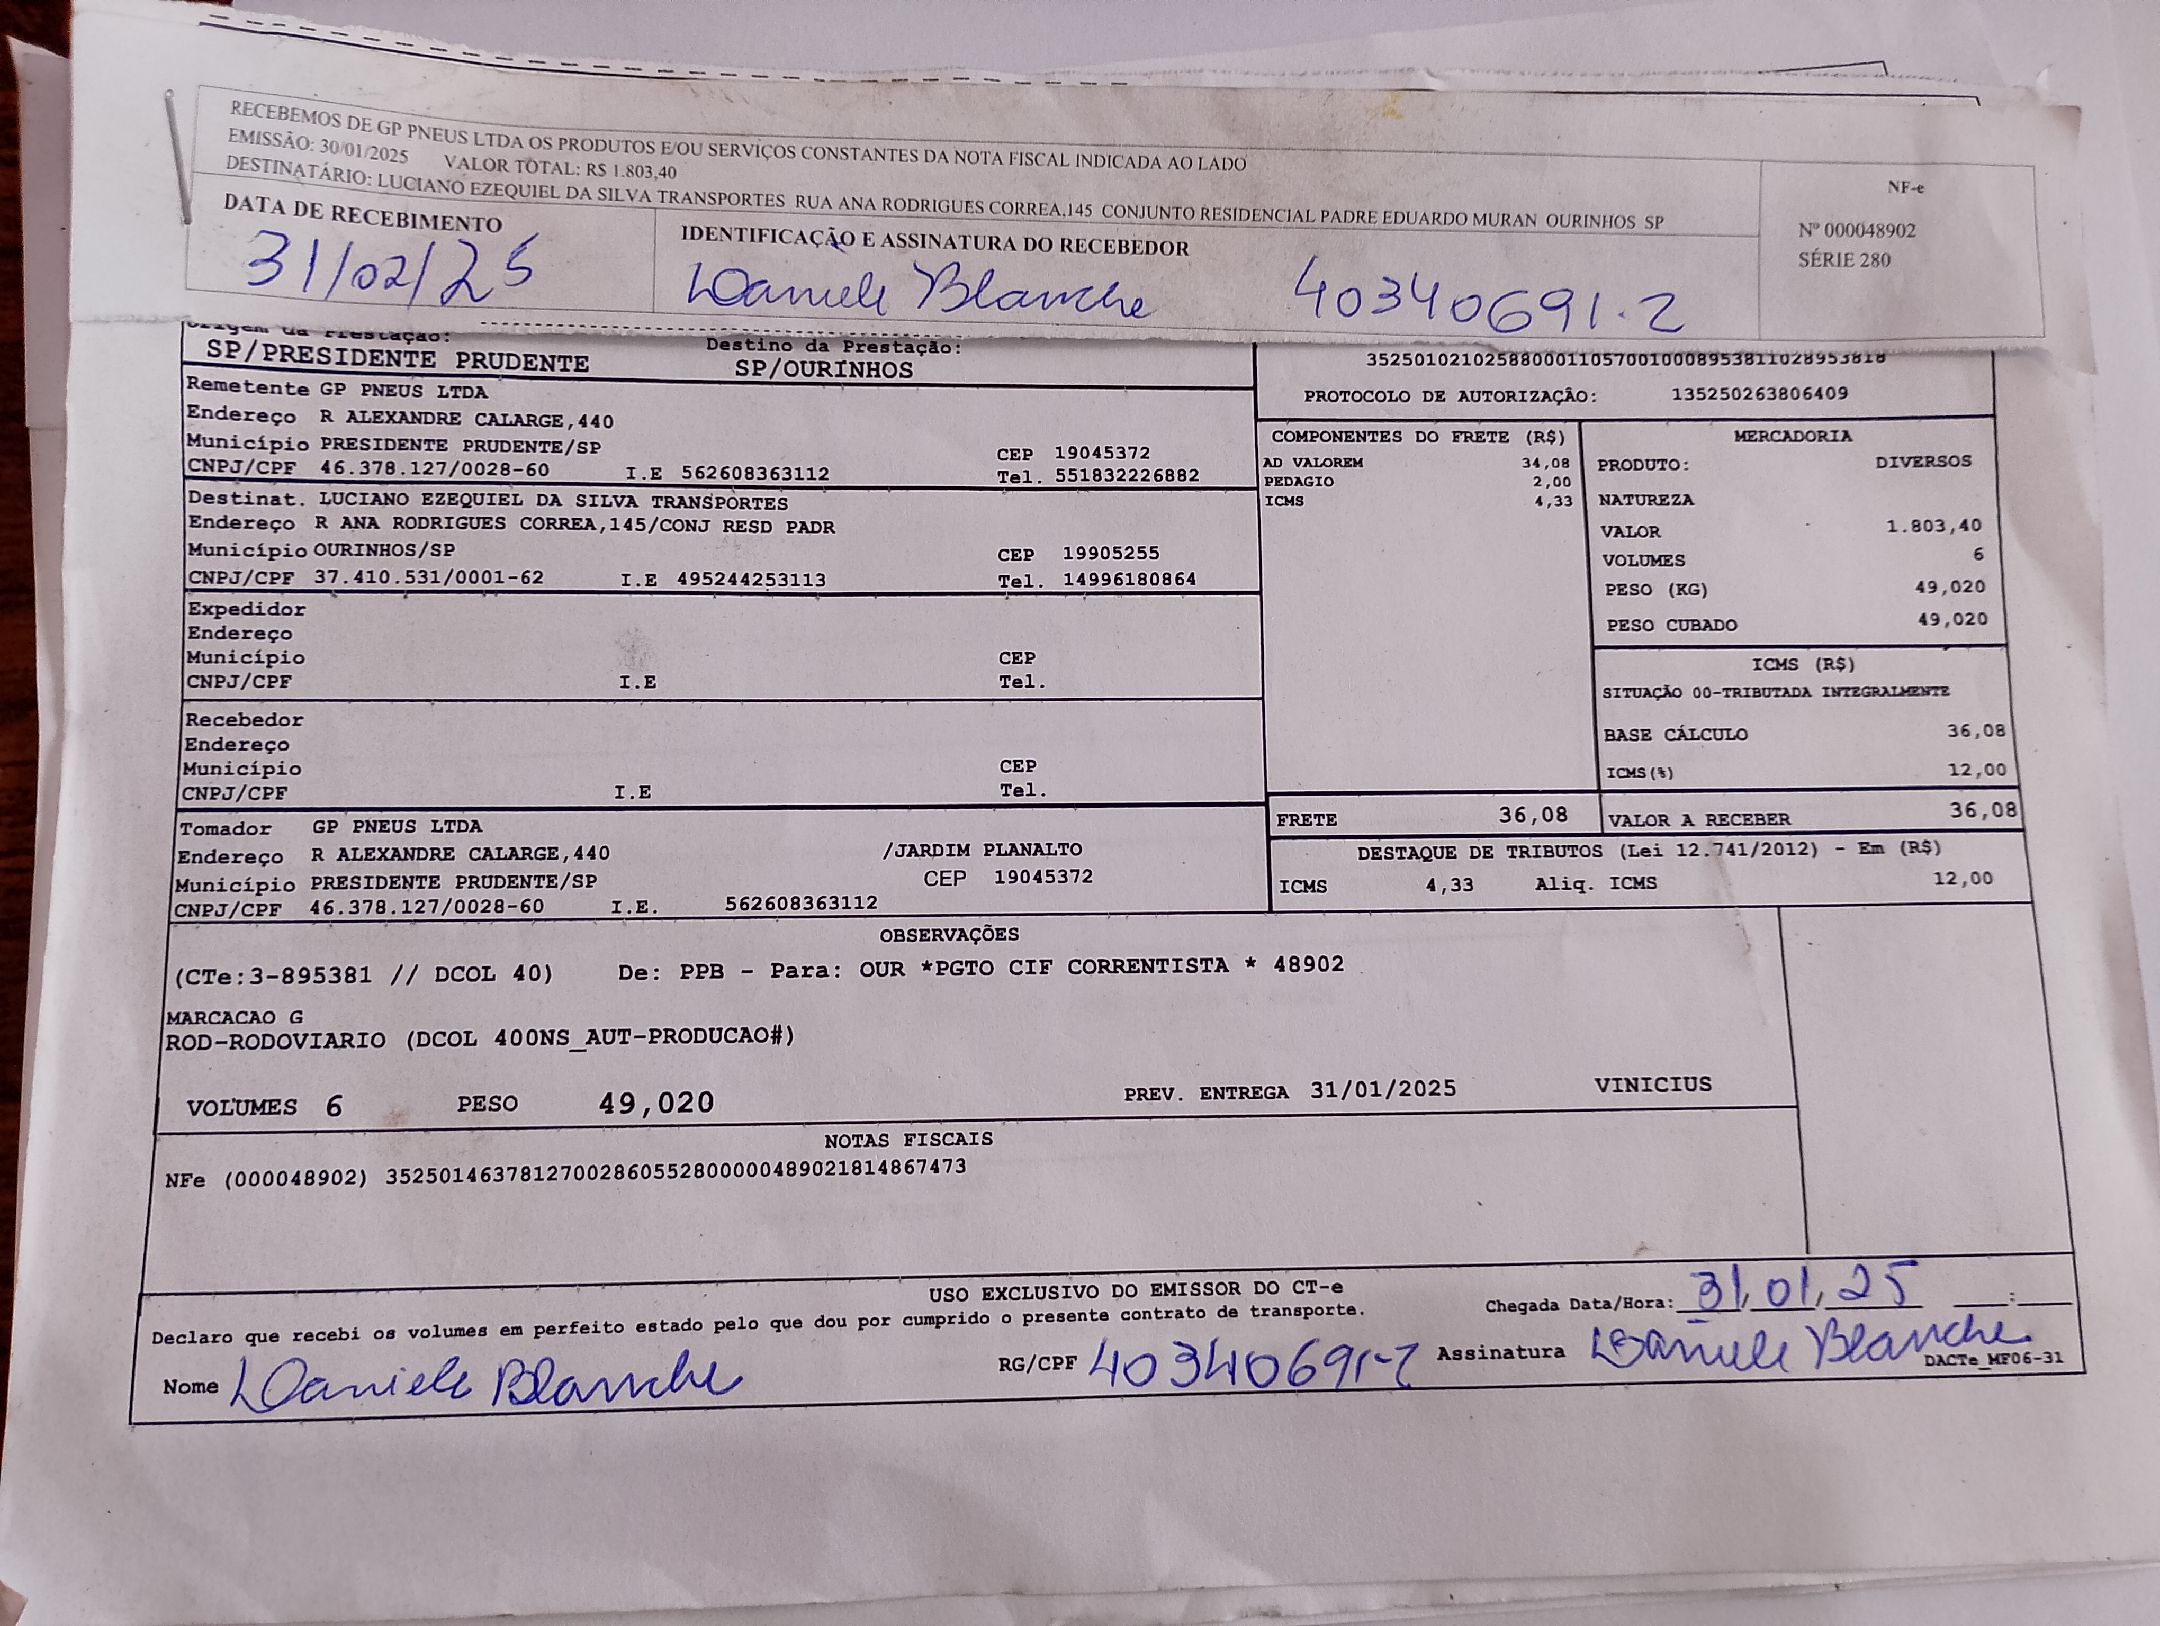 RECEBEMOS DE GP PNEUS LTDA OS PRODUTOS E/OU SERVIÇOS CONSTANTES DA NOTA FISCAL INDICADA AO LADO
EMISSÃO: 30/01/2025 VALOR TOTAL: R$ 1.803,40
DESTINATÁRIO: LUCIANO EZEQUIEL DA SILVA TRANSPORTES RUA ANA RODRIGUES CORREA,145 CONJUNTO RESIDENCIAL PADRE EDUARDO MURAN OURINHOS SP
NF-e
Nº 000048902
SÉRIE 280
DATA DE RECEBIMENTO
31/02/25
IDENTIFICAÇÃO E ASSINATURA DO RECEBEDOR
Daniele Blanche 40340691-2
Origem da Prestação: Destino da Prestação:
SP/PRESIDENTE PRUDENTE SP/OURINHOS
35250102102588000110570010008953811028953818
PROTOCOLO DE AUTORIZAÇÃO: 135250263806409
Remetente GP PNEUS LTDA
Endereço R ALEXANDRE CALARGE,440
Município PRESIDENTE PRUDENTE/SP CEP 19045372
CNPJ/CPF 46.378.127/0028-60 I.E 562608363112 Tel. 551832226882
Destinat. LUCIANO EZEQUIEL DA SILVA TRANSPORTES
Endereço R ANA RODRIGUES CORREA,145/CONJ RESD PADR
Município OURINHOS/SP CEP 19905255
CNPJ/CPF 37.410.531/0001-62 I.E 495244253113 Tel. 14996180864
Expedidor
Endereço
Município CEP
CNPJ/CPF I.E Tel.
Recebedor
Endereço
Município CEP
CNPJ/CPF I.E Tel.
Tomador GP PNEUS LTDA
Endereço R ALEXANDRE CALARGE,440 /JARDIM PLANALTO
Município PRESIDENTE PRUDENTE/SP CEP 19045372
CNPJ/CPF 46.378.127/0028-60 I.E. 562608363112
COMPONENTES DO FRETE (R$)
AD VALOREM 34,08
PEDAGIO 2,00
ICMS 4,33
MERCADORIA
PRODUTO: DIVERSOS
NATUREZA
VALOR 1.803,40
VOLUMES 6
PESO (KG) 49,020
PESO CUBADO 49,020
ICMS (R$)
SITUAÇÃO 00-TRIBUTADA INTEGRALMENTE
BASE CÁLCULO 36,08
ICMS(%) 12,00
FRETE 36,08 VALOR A RECEBER 36,08
DESTAQUE DE TRIBUTOS (Lei 12.741/2012) - Em (R$)
ICMS 4,33 Aliq. ICMS 12,00
OBSERVAÇÕES
(CTe:3-895381 // DCOL 40) De: PPB - Para: OUR *PGTO CIF CORRENTISTA * 48902
MARCACAO G
ROD-RODOVIARIO (DCOL 400NS_AUT-PRODUCAO#)
VOLUMES 6 PESO 49,020 PREV. ENTREGA 31/01/2025 VINICIUS
NOTAS FISCAIS
NFe (000048902) 35250146378127002860552800000489021814867473
USO EXCLUSIVO DO EMISSOR DO CT-e
Declaro que recebi os volumes em perfeito estado pelo que dou por cumprido o presente contrato de transporte. Chegada Data/Hora: 31,01,25 __:__
Nome Daniele Blanche RG/CPF 40340691-2 Assinatura Daniele Blanche
DACTe_MF06-31